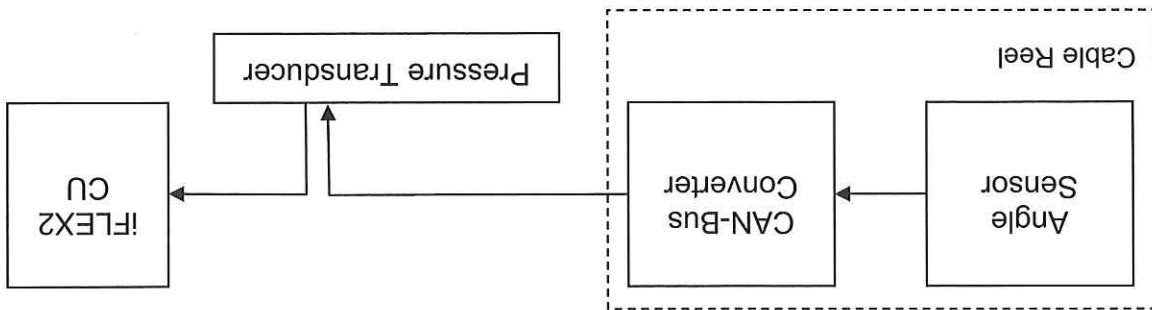 Cable Reel
Angle
Sensor
CAN-Bus
Converter
Pressure Transducer
iFLEX2
CU